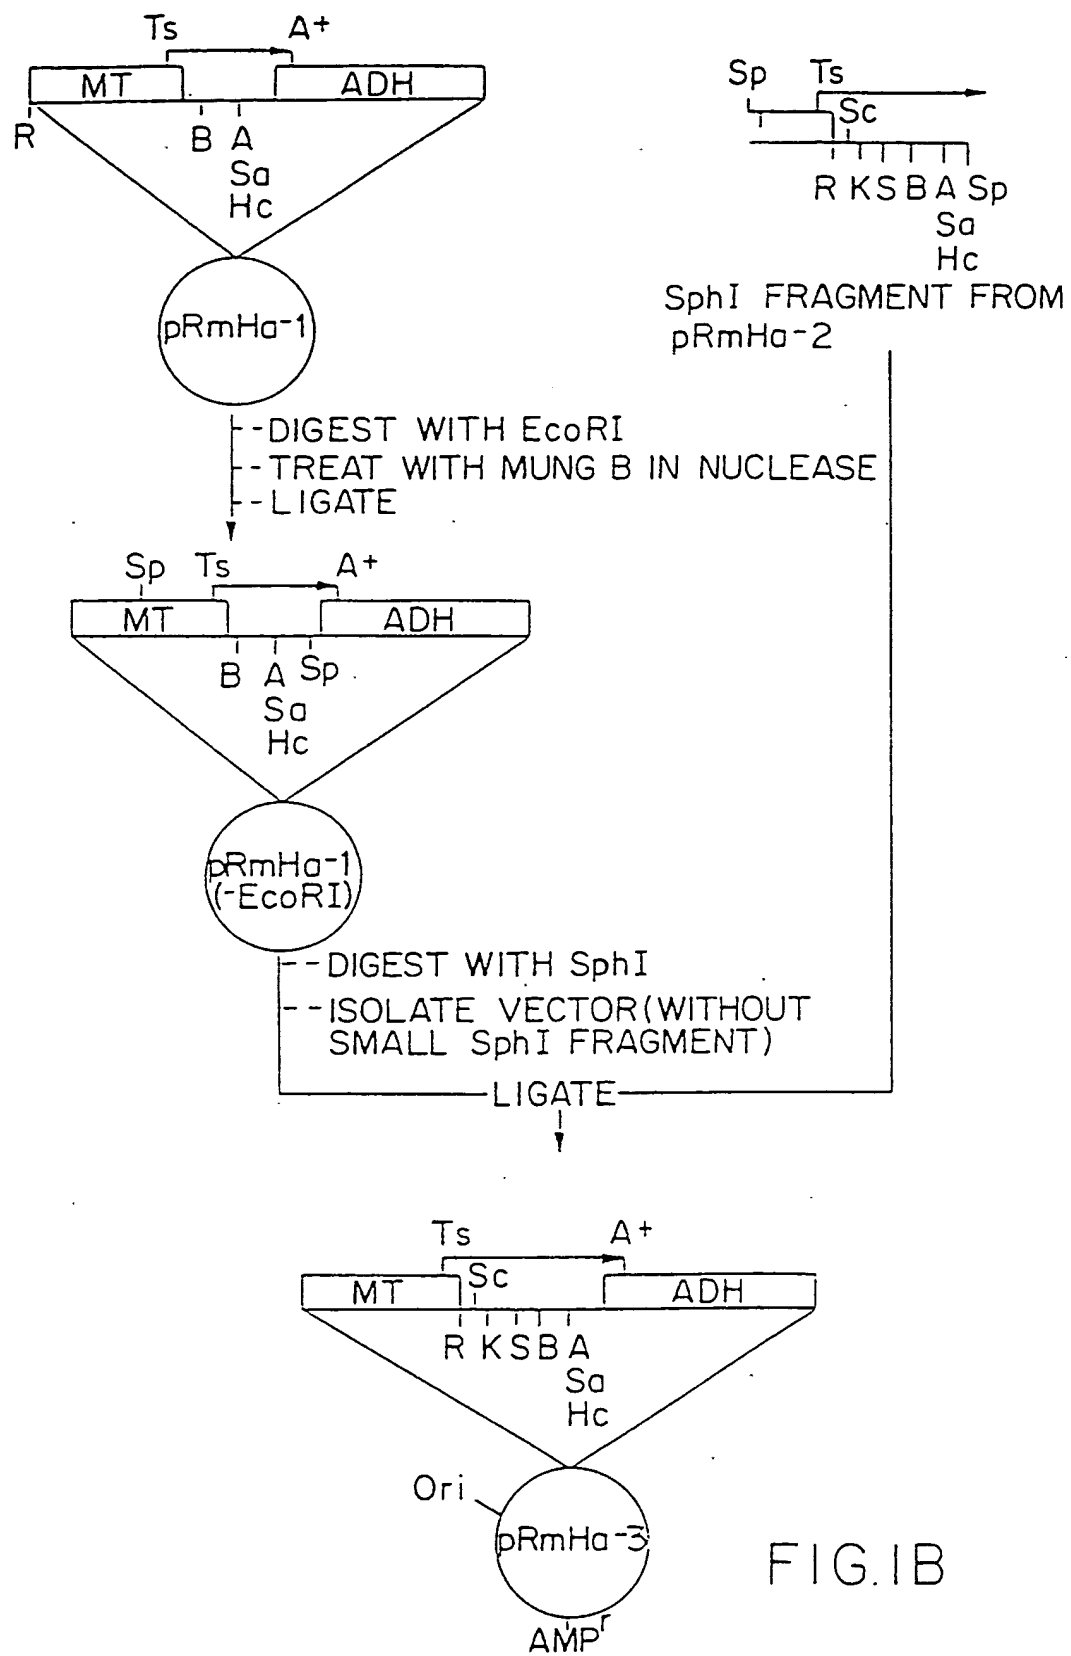 Ts A+
MT ADH
R B A
Sa
Hc
pRmHa-1
Sp Ts
Sc
R K S B A Sp
Sa
Hc
SphI FRAGMENT FROM
pRmHa-2
--DIGEST WITH EcoRI
--TREAT WITH MUNG B IN NUCLEASE
--LIGATE
Sp Ts A+
MT ADH
B A Sp
Sa
Hc
pRmHa-1
(-EcoRI)
--DIGEST WITH SphI
--ISOLATE VECTOR(WITHOUT
SMALL SphI FRAGMENT)
LIGATE
Ts A+
Sc
MT ADH
R K S B A
Sa
Hc
Ori
pRmHa-3
AMPr
FIG.1B